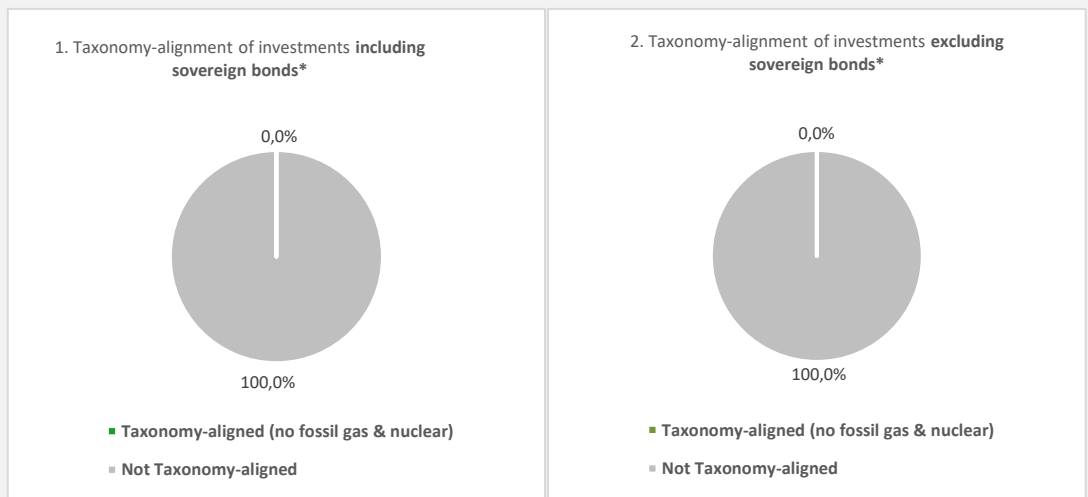 1. Taxonomy-alignment of investments including
sovereign bonds*
0,0%
100,0%
Taxonomy-aligned (no fossil gas & nuclear)
Not Taxonomy-aligned
2. Taxonomy-alignment of investments excluding
sovereign bonds*
0,0%
100,0%
Taxonomy-aligned (no fossil gas & nuclear)
Not Taxonomy-aligned